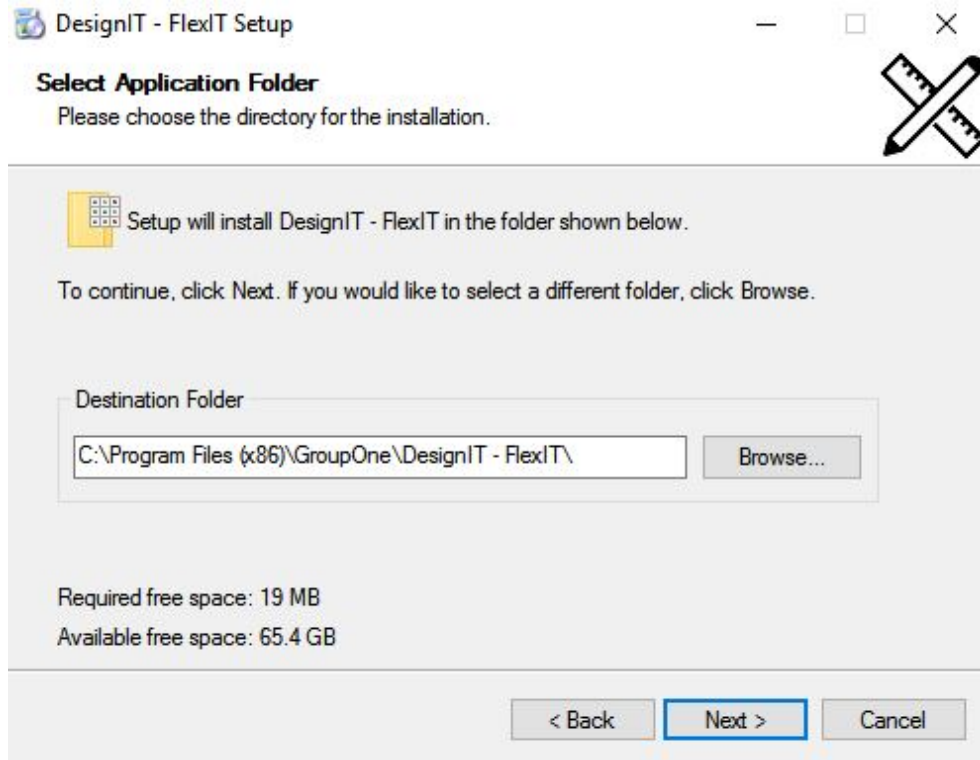 DesignIT - FlexIT Setup
Select Application Folder
Please choose the directory for the installation.
Setup will install DesignIT - FlexIT in the folder shown below.
To continue, click Next. If you would like to select a different folder, click Browse.
Destination Folder
C:\Program Files (x86)\GroupOne\DesignIT - FlexIT\
Browse...
Required free space: 19 MB
Available free space: 65.4 GB
< Back
Next >
Cancel